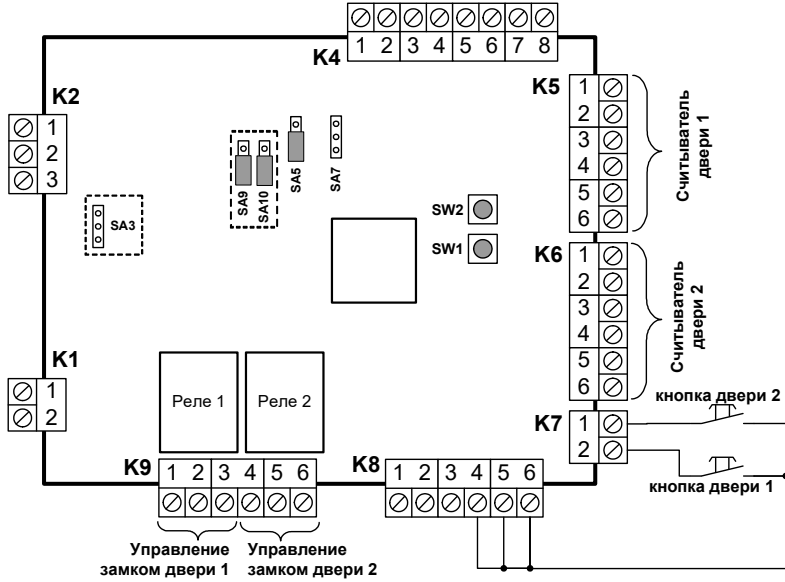 K4
1 2 3 4 5 6 7 8
K2
1
2
3
SA3
SA9
SA10
SA5
SA7
SW2
SW1
K5
1
2
3
4
5
6
Считыватель
двери 1
K6
1
2
3
4
5
6
Считыватель
двери 2
K1
1
2
Реле 1
Реле 2
K7
1
2
кнопка двери 2
кнопка двери 1
K9
1 2 3 4 5 6
K8
1 2 3 4 5 6
Управление
замком двери 1
Управление
замком двери 2